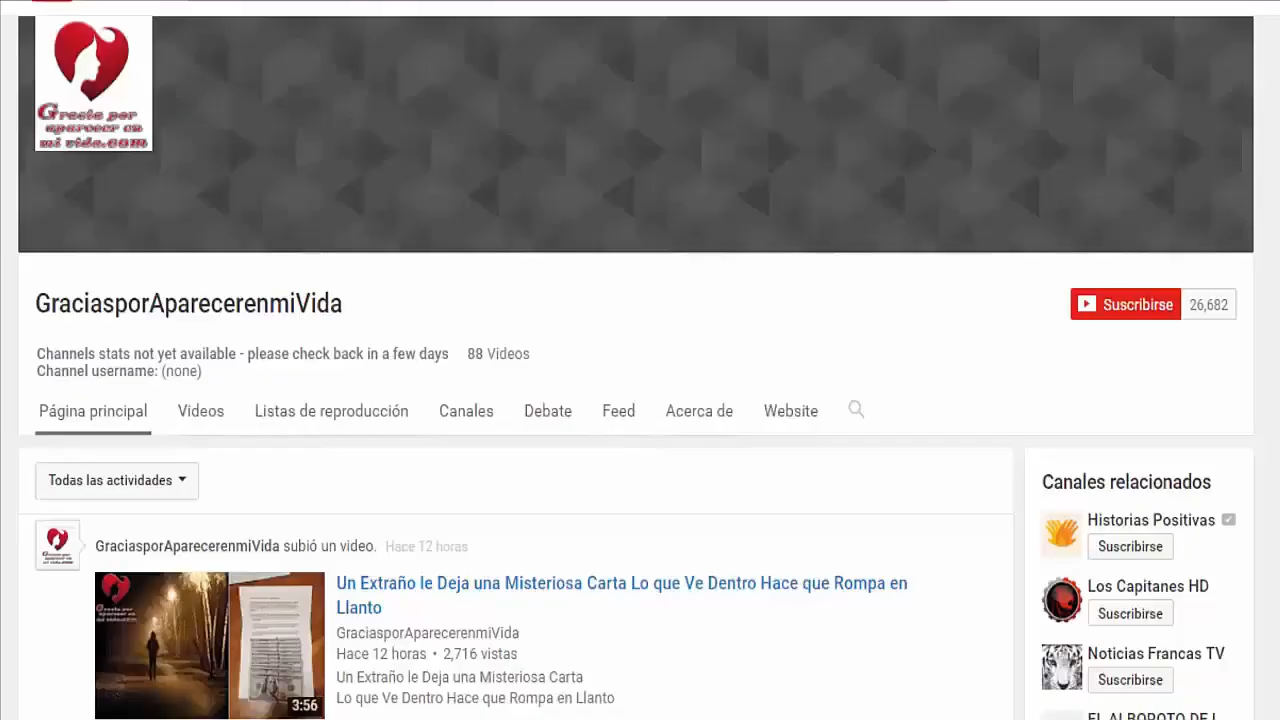 Gracia por
aparecer en
mi vida.com
GraciasporAparecerenmiVida
Suscribirse 26,682
Channels stats not yet available - please check back in a few days 88 Videos
Channel username: (none)
Página principal Videos Listas de reproducción Canales Debate Feed Acerca de Website
Todas las actividades
Canales relacionados
GraciasporAparecerenmiVida subió un video. Hace 12 horas
Un Extraño le Deja una Misteriosa Carta Lo que Ve Dentro Hace que Rompa en
Llanto
GraciasporAparecerenmiVida
Hace 12 horas • 2,716 vistas
Un Extraño le Deja una Misteriosa Carta
Lo que Ve Dentro Hace que Rompa en Llanto
3:56
Historias Positivas
Suscribirse
Los Capitanes HD
Suscribirse
Noticias Francas TV
Suscribirse